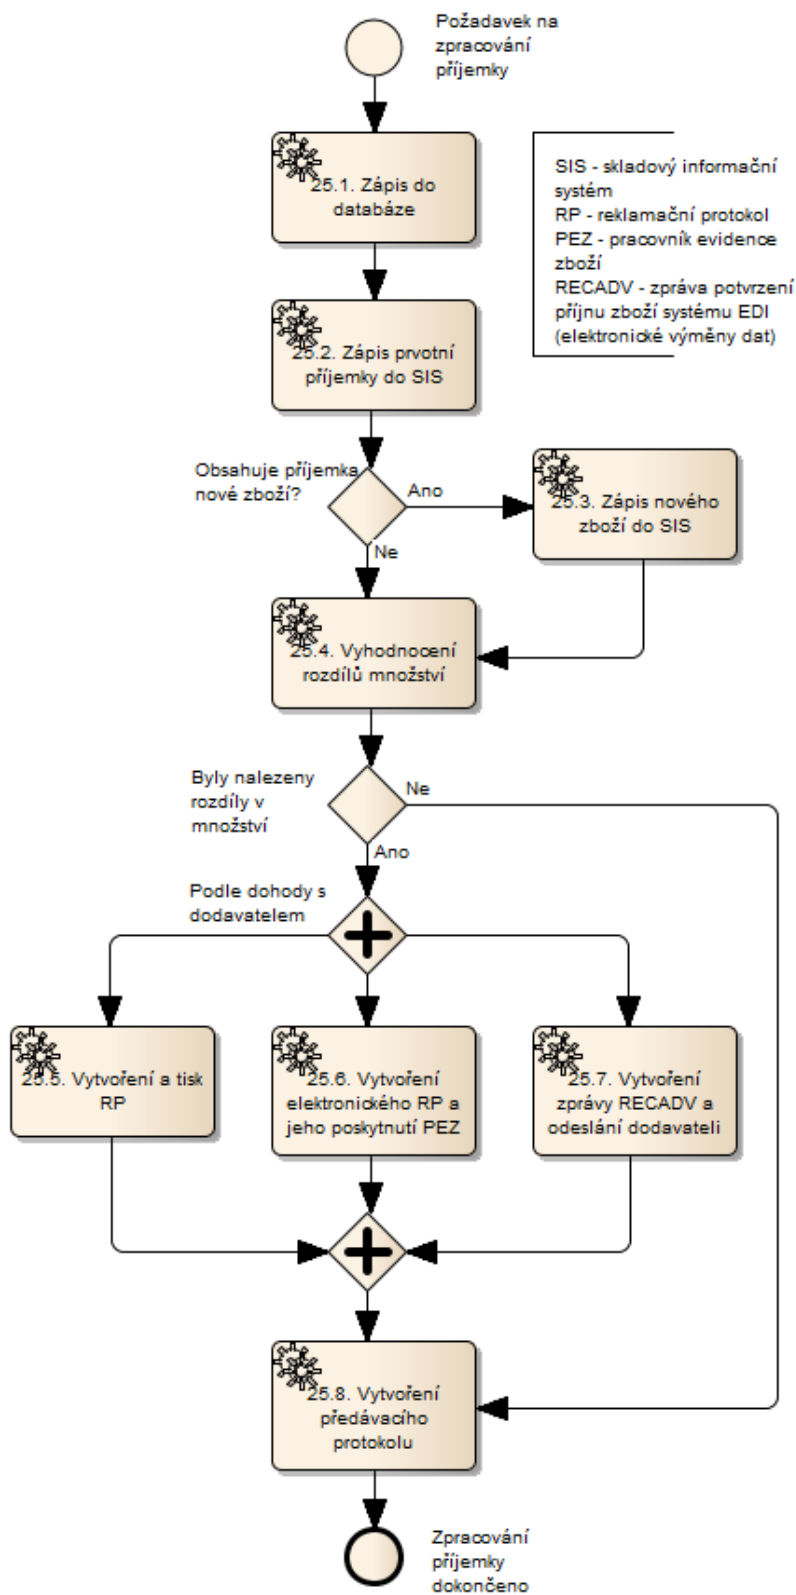 Požadavek na
zpracování
příjemky
25.1. Zápis do
databáze
SIS - skladový informační
systém
RP - reklamační protokol
PEZ - pracovník evidence
zboží
RECADV - zpráva potvrzení
příjnu zboží systému EDI
(elektronické výměny dat)
25.2. Zápis prvotní
příjemky do SIS
Obsahuje příjemka
nové zboží?
Ano
25.3. Zápis nového
zboží do SIS
Ne
25.4. Vyhodnocení
rozdílů množství
Byly nalezeny
rozdíly v
množství
Ne
Ano
Podle dohody s
dodavatelem
25.5. Vytvoření a tisk
RP
25.6. Vytvoření
elektronického RP a
jeho poskytnutí PEZ
25.7. Vytvoření
zprávy RECADV a
odeslání dodavateli
25.8. Vytvoření
předávacího
protokolu
Zpracování
příjemky
dokončeno